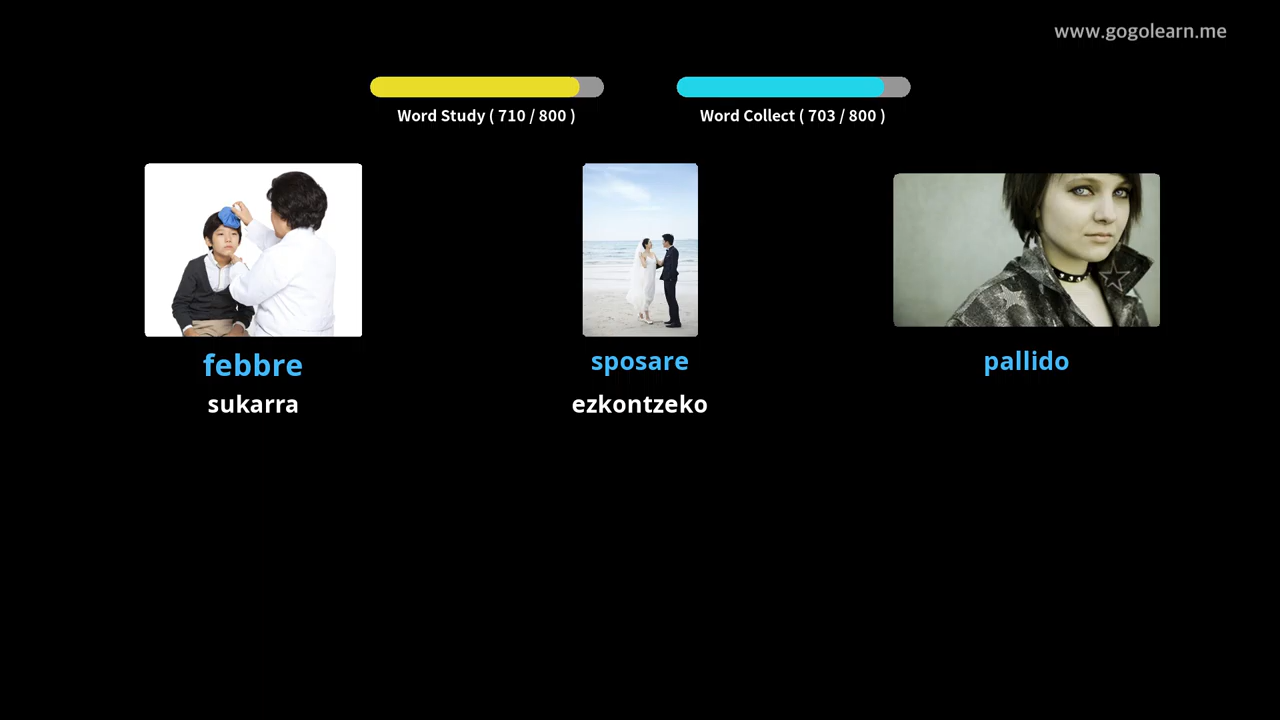 www.gogolearn.me
Word Study ( 710 / 800 )
Word Collect ( 703 / 800 )
febbre
sposare
pallido
sukarra
ezkontzeko